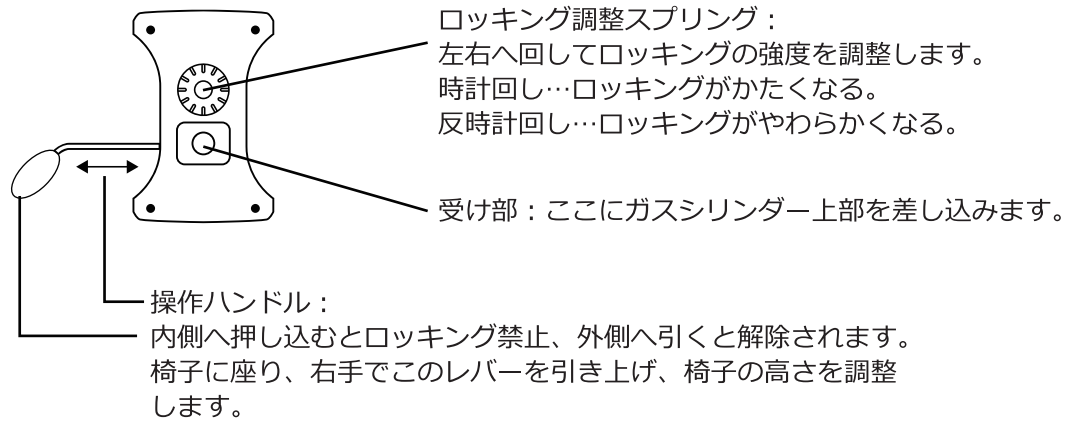 ロッキング調整スプリング：
左右へ回してロッキングの強度を調整します。
時計回し…ロッキングがかたくなる。
反時計回し…ロッキングがやわらかくなる。
受け部：ここにガスシリンダー上部を差し込みます。
操作ハンドル：
内側へ押し込むとロッキング禁止、外側へ引くと解除されます。
椅子に座り、右手でこのレバーを引き上げ、椅子の高さを調整
します。